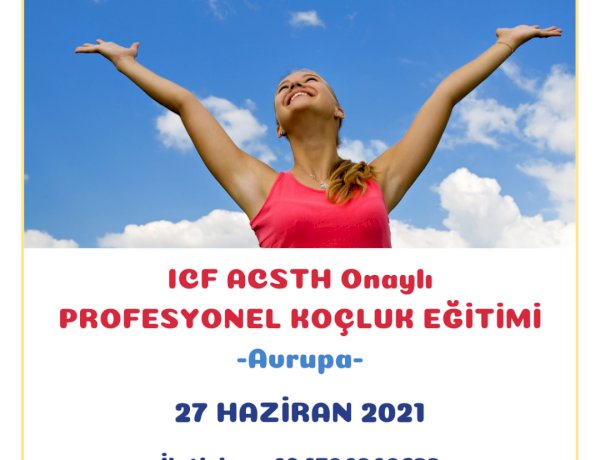 ICF ACSTH Onaylı
PROFESYONEL KOÇLUK EĞİTİMİ
-Avrupa-
27 HAZİRAN 2021